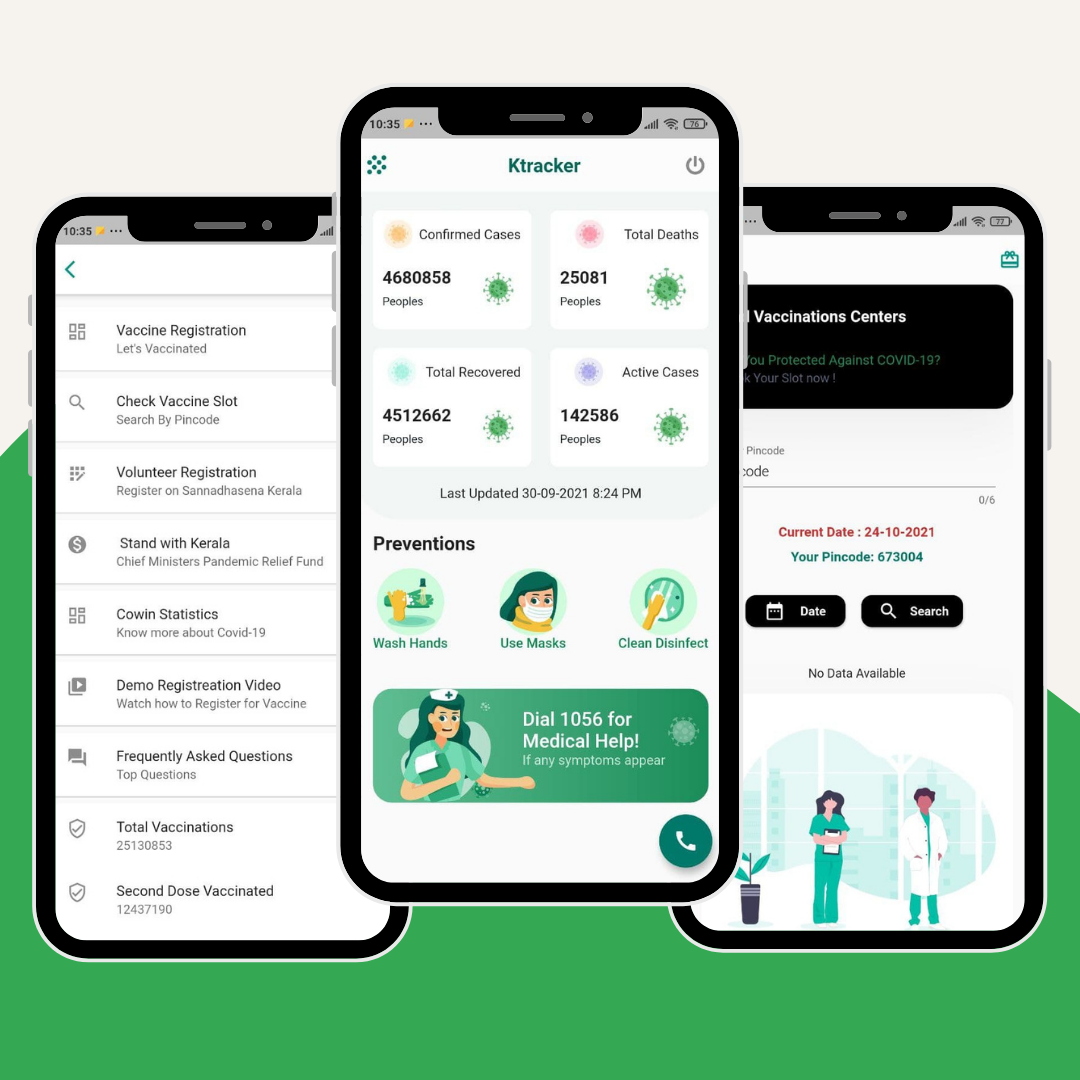 10:35
Vaccine Registration
Let's Vaccinated
Check Vaccine Slot
Search By Pincode
Volunteer Registration
Register on Sannadhasena Kerala
Stand with Kerala
Chief Ministers Pandemic Relief Fund
Cowin Statistics
Know more about Covid-19
Demo Registreation Video
Watch how to Register for Vaccine
Frequently Asked Questions
Top Questions
Total Vaccinations
25130853
Second Dose Vaccinated
12437190
10:35 76
Ktracker
Confirmed Cases
4680858
Peoples
Total Deaths
25081
Peoples
Total Recovered
4512662
Peoples
Active Cases
142586
Peoples
Last Updated 30-09-2021 8:24 PM
Preventions
Wash Hands
Use Masks
Clean Disinfect
Dial 1056 for
Medical Help!
If any symptoms appear
77
Vaccinations Centers
You Protected Against COVID-19?
Your Slot now !
Pincode
code
0/6
Current Date : 24-10-2021
Your Pincode: 673004
Date
Search
No Data Available